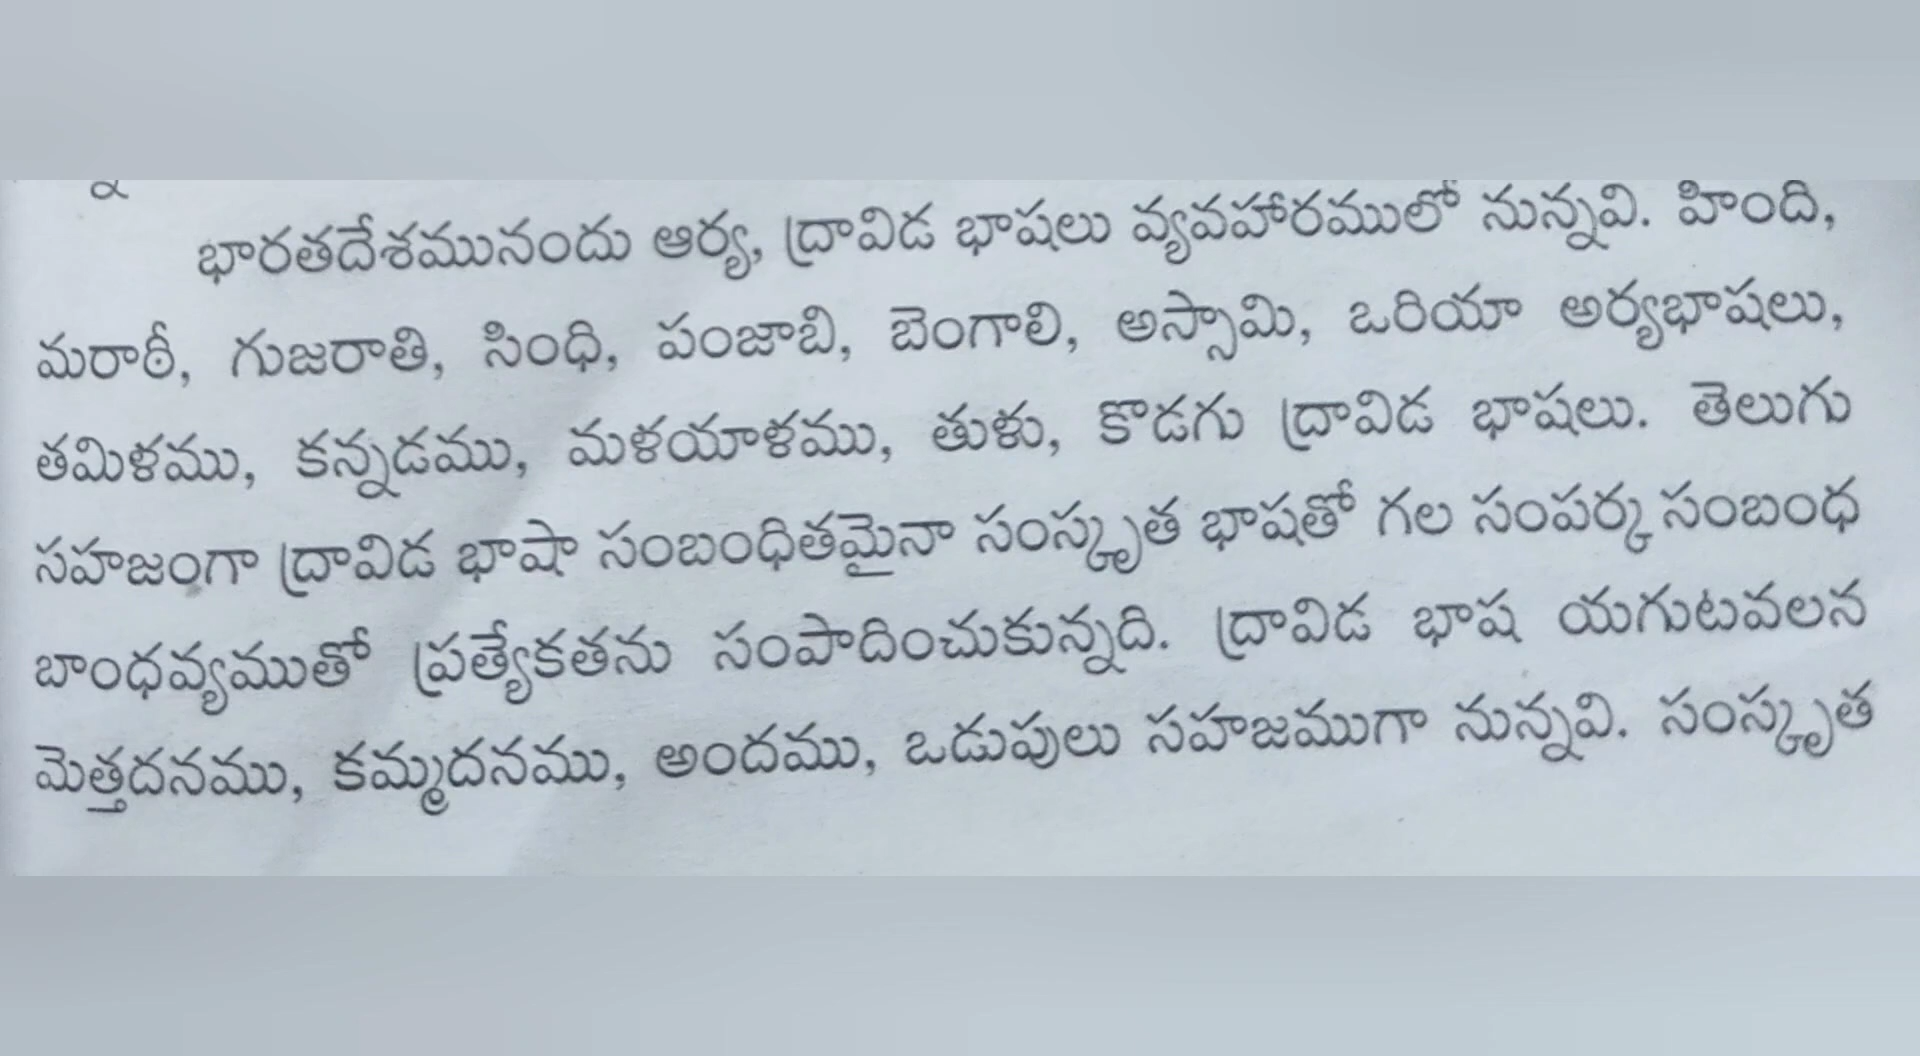 భారతదేశమునందు ఆర్య, ద్రావిడ భాషలు వ్యవహారములో నున్నవి. హింది,
మరాఠీ, గుజరాతి, సింధి, పంజాబి, బెంగాలి, అస్సామి, ఒరియా అర్యభాషలు,
తమిళము, కన్నడము, మళయాళము, తుళు, కొడగు ద్రావిడ భాషలు. తెలుగు
సహజంగా ద్రావిడ భాషా సంబంధితమైనా సంస్కృత భాషతో గల సంపర్క సంబంధ
బాంధవ్యముతో ప్రత్యేకతను సంపాదించుకున్నది. ద్రావిడ భాష యగుటవలన
మెత్తదనము, కమ్మదనము, అందము, ఒడుపులు సహజముగా నున్నవి. సంస్కృత